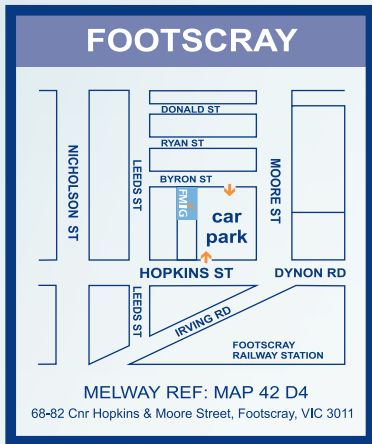 FOOTSCRAY
DONALD ST
RYAN ST
BYRON ST
NICHOLSON ST
LEEDS ST
MOORE ST
FMIG
car
park
HOPKINS ST
DYNON RD
LEEDS ST
IRVING RD
FOOTSCRAY
RAILWAY STATION
MELWAY REF: MAP 42 D4
68-82 Cnr Hopkins & Moore Street, Footscray, VIC 3011